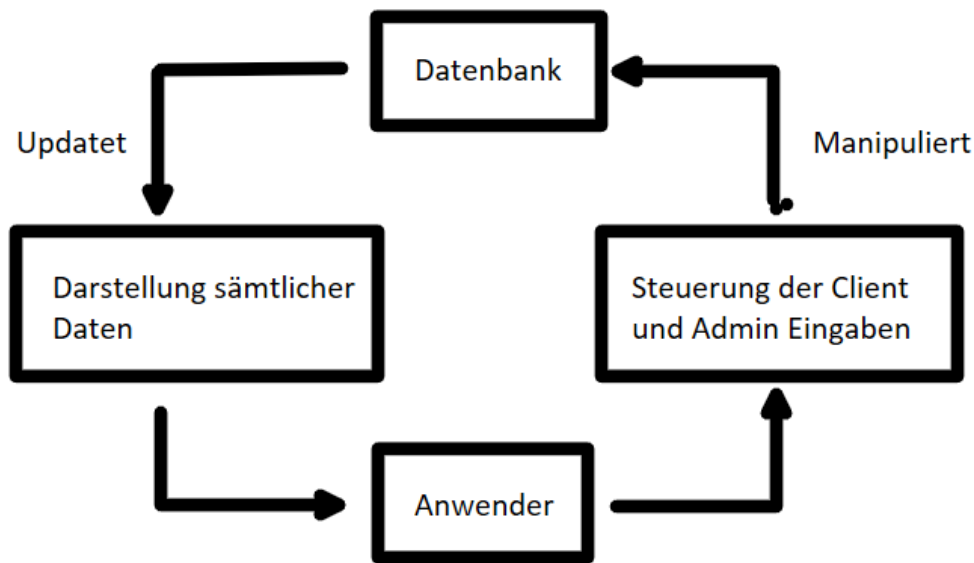 Datenbank
Updatet
Manipuliert
Darstellung sämtlicher
Daten
Steuerung der Client
und Admin Eingaben
Anwender